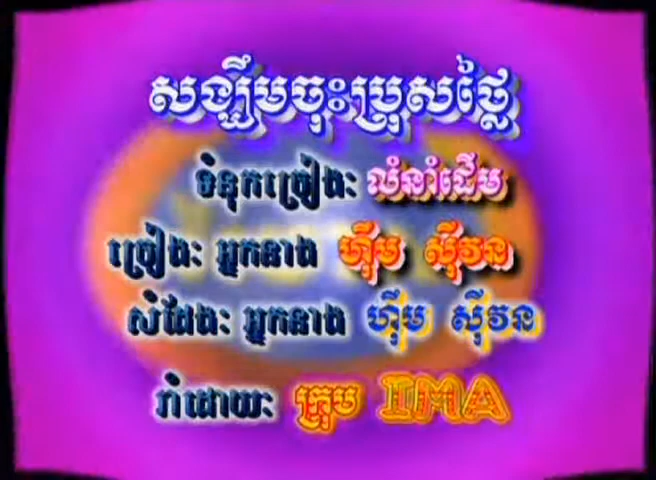 សង្ឃឹមចុះប្រុសថ្លៃ
ទំនុកច្រៀងៈ លំនាំដើម
ច្រៀងៈ អ្នកនាង ហ៊ឹម ស៊ីវន
សំដែងៈ អ្នកនាង ហ៊ឹម ស៊ីវន
រាំដោយៈ ក្រុម IMA